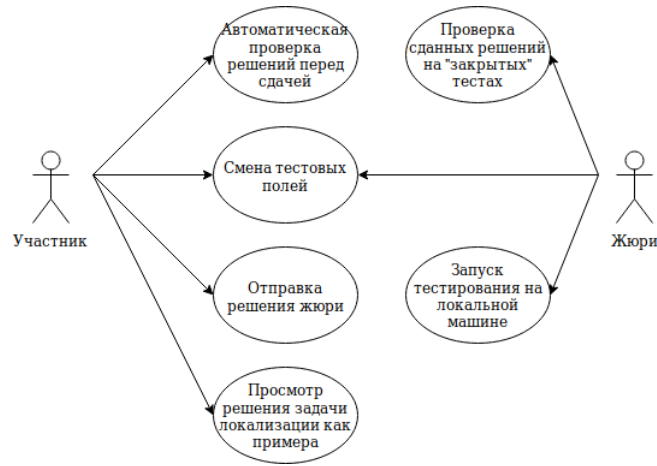 Автоматическая
проверка
решений перед
сдачей
Проверка
сданных решений
на "закрытых"
тестах
Смена тестовых
полей
Участник
Жюри
Отправка
решения жюри
Запуск
тестирования на
локальной
машине
Просмотр
решения задачи
локализации как
примера